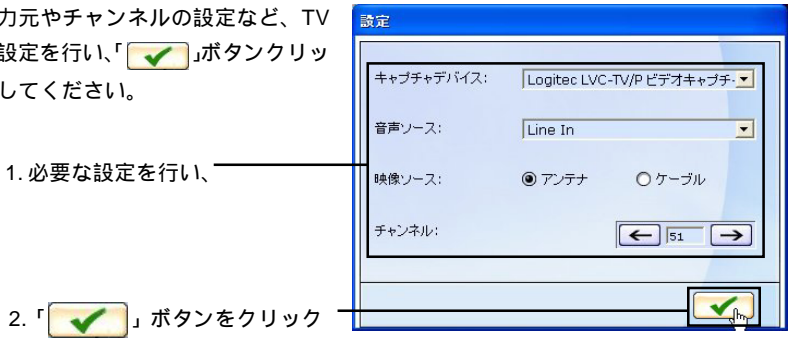 力元やチャンネルの設定など、TV
設定を行い、「」ボタンクリッ
してください。
1. 必要な設定を行い、
2.「」ボタンをクリック
設定
キャプチャデバイス: Logitec LVC-TV/P ビデオキャプチ・
音声ソース: Line In
映像ソース: アンテナ ケーブル
チャンネル: 51